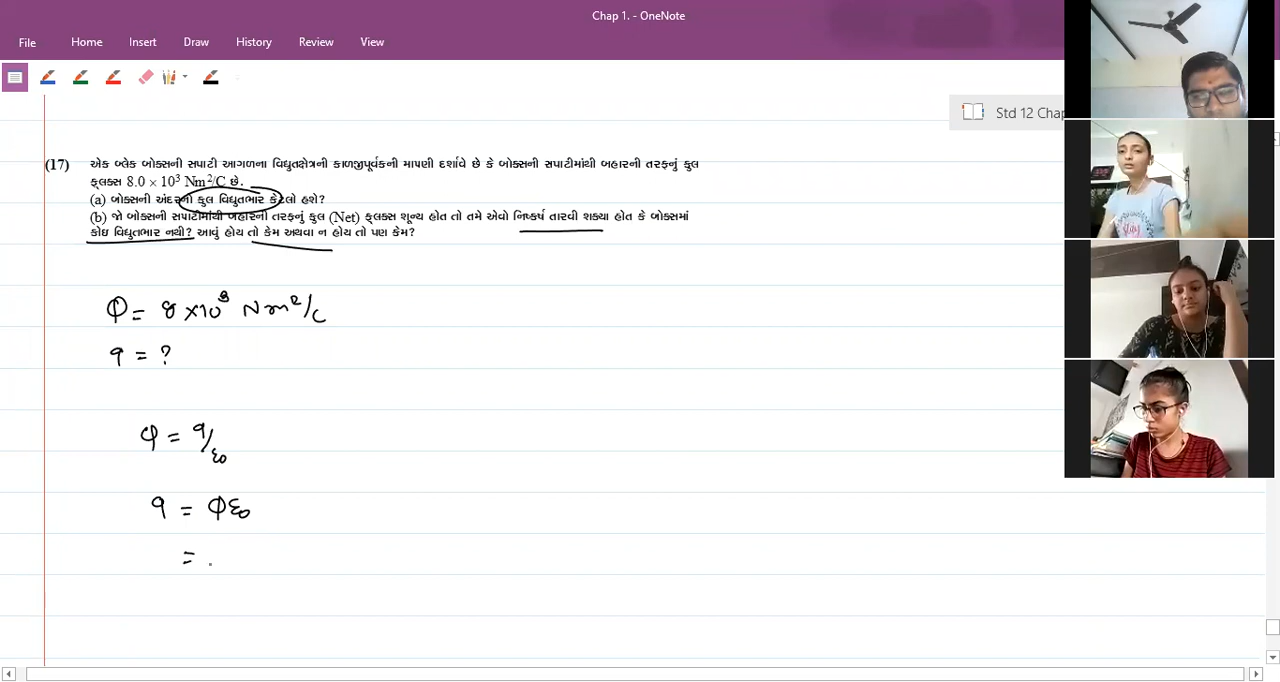 Chap 1. - OneNote
File Home Insert Draw History Review View
Std 12 Chap
(17) એક બ્લેક બોક્સની સપાટી આગળના વિદ્યુતક્ષેત્રની કાળજીપૂર્વકની માપણી દર્શાવે છે કે બોક્સની સપાટીમાંથી બહારની તરફનું કુલ
ફ્લક્સ 8.0 × 10³ Nm²/C છે.
(a) બોક્સની અંદરનો કુલ વિદ્યુતભાર કેટલો હશે?
(b) જો બોક્સની સપાટીમાંથી બહારની તરફનું કુલ (Net) ફ્લક્સ શૂન્ય હોત તો તમે એવો નિષ્કર્ષ તારવી શક્યા હોત કે બોક્સમાં
કોઇ વિદ્યુતભાર નથી? આવું હોય તો કેમ અથવા ન હોય તો પણ કેમ?
Φ = 8 × 10³ Nm²/C
q = ?
φ = q/ε₀
q = Φε₀
=